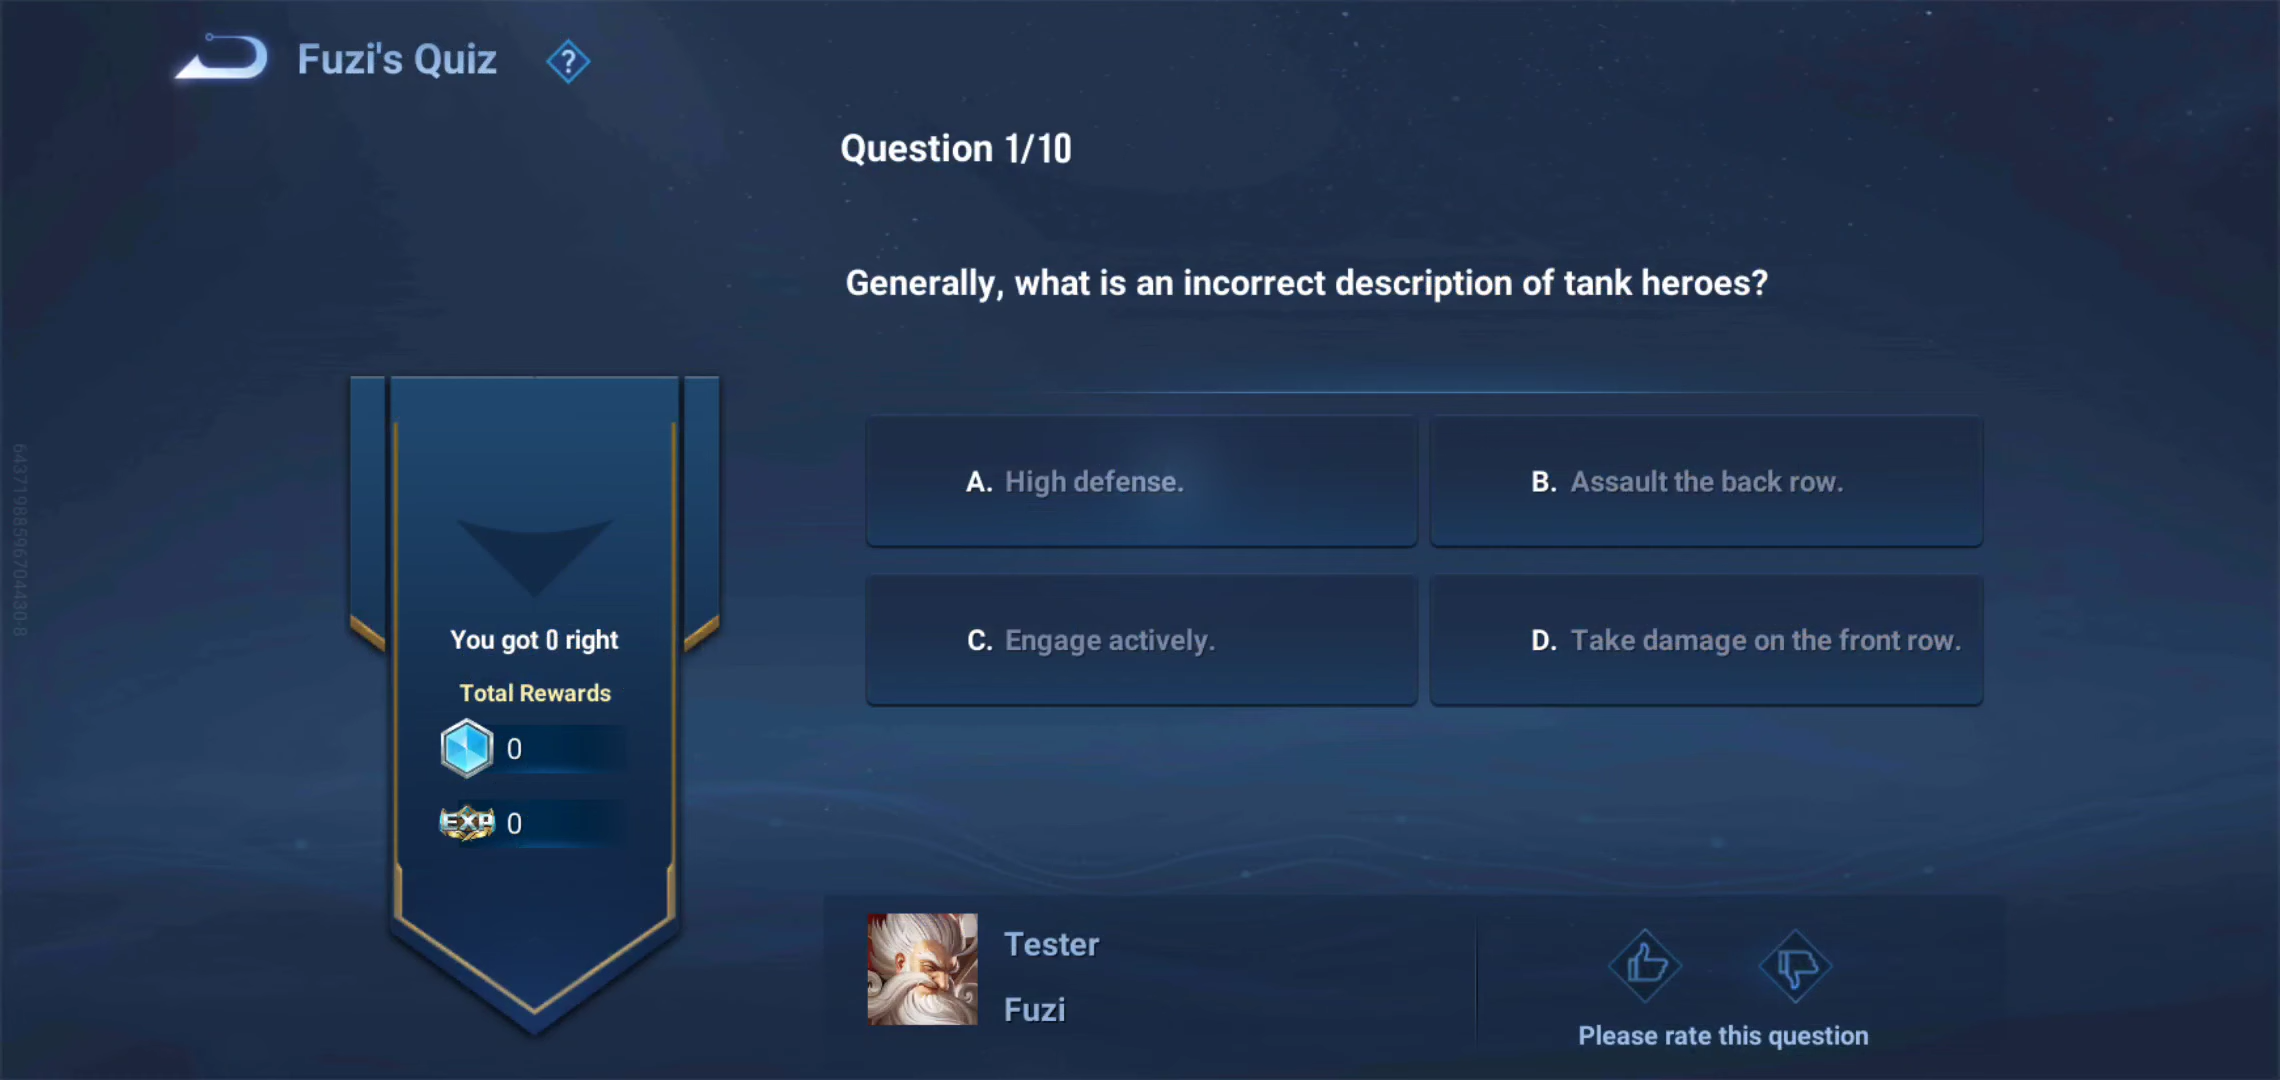 Fuzi's Quiz
?
Question 1/10
Generally, what is an incorrect description of tank heroes?
A. High defense.
B. Assault the back row.
C. Engage actively.
D. Take damage on the front row.
You got 0 right
Total Rewards
0
EXP 0
Tester
Fuzi
Please rate this question